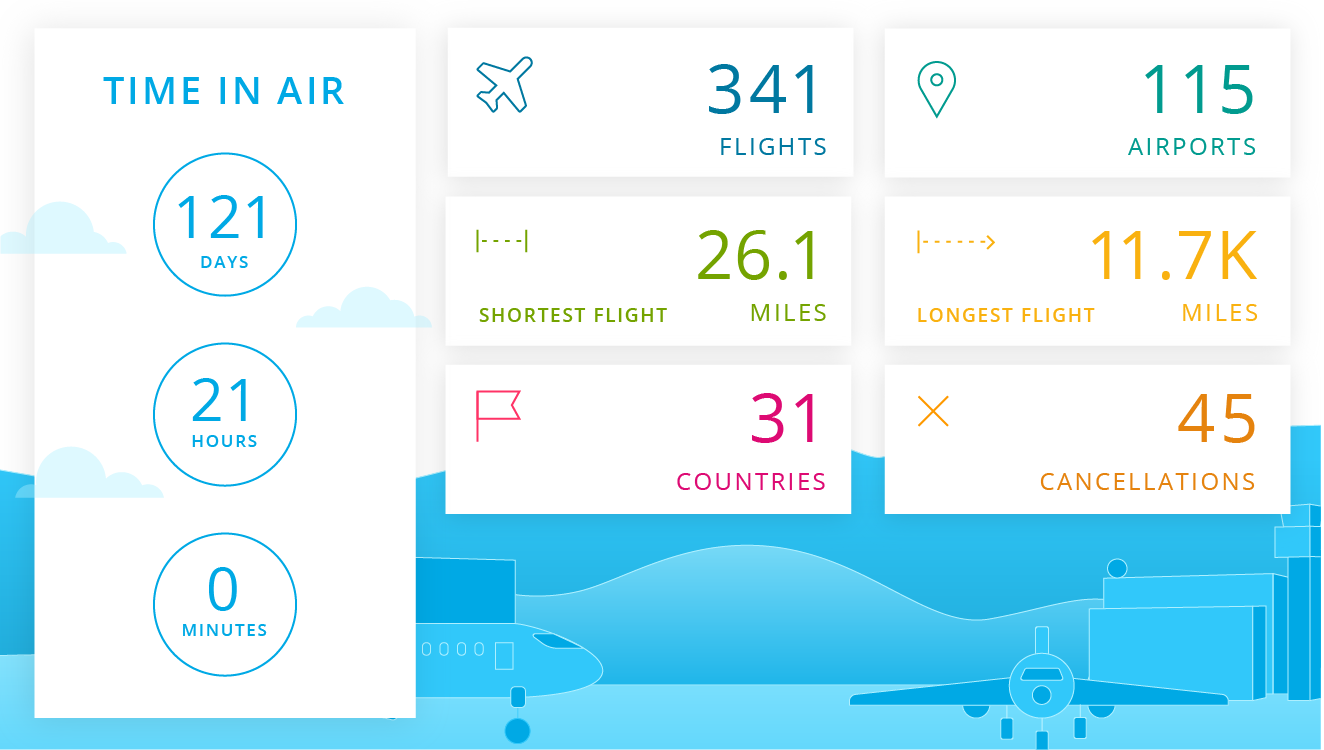 TIME IN AIR
121
DAYS
21
HOURS
0
MINUTES
341
FLIGHTS
115
AIRPORTS
26.1
SHORTEST FLIGHT MILES
11.7K
LONGEST FLIGHT MILES
31
COUNTRIES
45
CANCELLATIONS